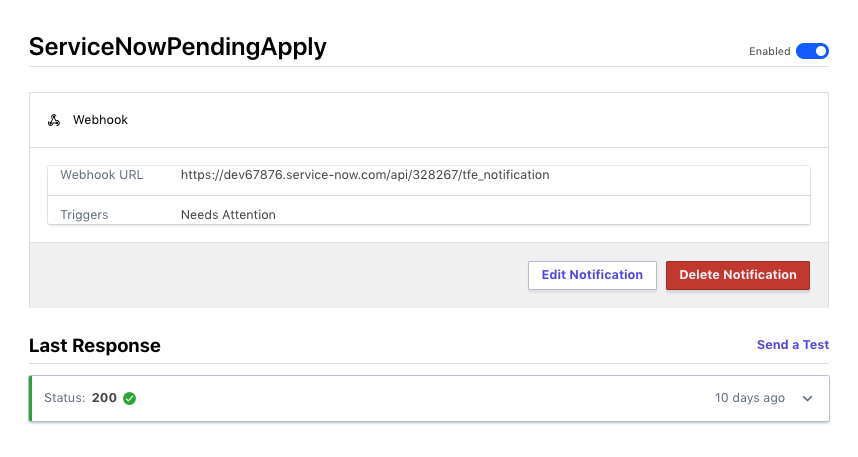 ServiceNowPendingApply
Enabled
Webhook
Webhook URL https://dev67876.service-now.com/api/328267/tfe_notification
Triggers Needs Attention
Edit Notification Delete Notification
Last Response Send a Test
Status: 200 10 days ago